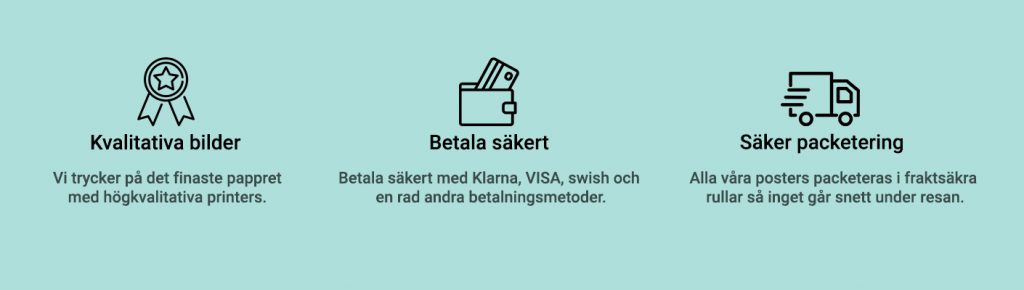 Kvalitativa bilder
Vi trycker på det finaste pappret
med högkvalitativa printers.
Betala säkert
Betala säkert med Klarna, VISA, swish och
en rad andra betalningsmetoder.
Säker packetering
Alla våra posters packeteras i fraktsäkra
rullar så inget går snett under resan.